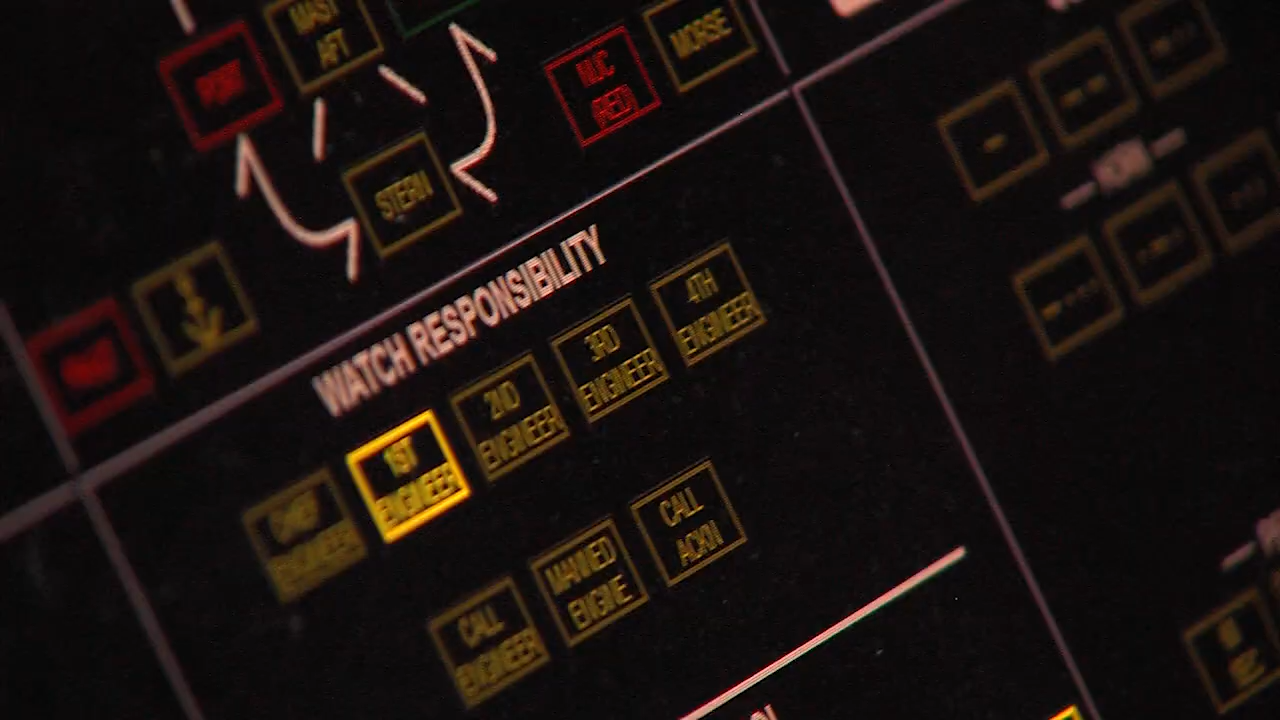 MAST
AFT
PORT
NUC
(RED)
MORSE
STERN
HORN
WATCH RESPONSIBILITY
CHIEF
ENGINEER
1ST
ENGINEER
2ND
ENGINEER
3RD
ENGINEER
4TH
ENGINEER
CALL
ENGINEER
MANNED
ENGINE
CALL
ACKN